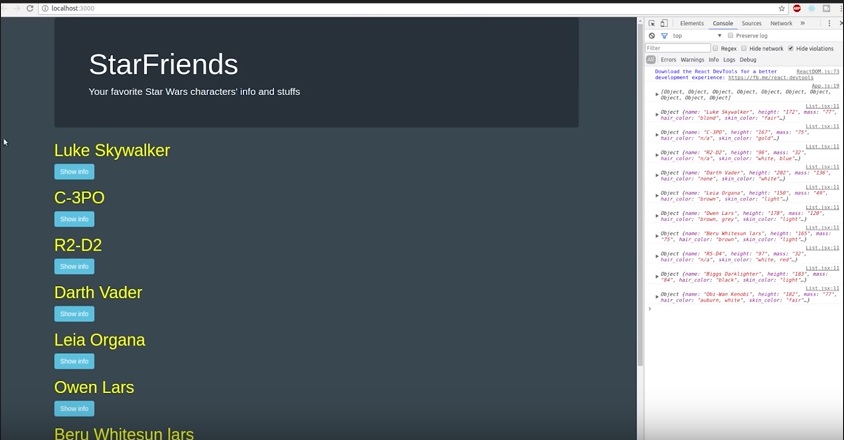 localhost:3000
StarFriends
Your favorite Star Wars characters' info and stuffs
Luke Skywalker
Show info
C-3PO
Show info
R2-D2
Show info
Darth Vader
Show info
Leia Organa
Show info
Owen Lars
Show info
Beru Whitesun lars
Elements Console Sources Network
top Preserve log
Filter Regex Hide network Hide violations
All Errors Warnings Info Logs Debug
Download the React DevTools for a better ReactDOM.js:73
development experience: https://fb.me/react-devtools
App.js:19
[Object, Object, Object, Object, Object, Object, Object,
Object, Object, Object]
List.jsx:11
Object {name: "Luke Skywalker", height: "172", mass: "77",
hair_color: "blond", skin_color: "fair"…}
List.jsx:11
Object {name: "C-3PO", height: "167", mass: "75",
hair_color: "n/a", skin_color: "gold"…}
List.jsx:11
Object {name: "R2-D2", height: "96", mass: "32",
hair_color: "n/a", skin_color: "white, blue"…}
List.jsx:11
Object {name: "Darth Vader", height: "202", mass: "136",
hair_color: "none", skin_color: "white"…}
List.jsx:11
Object {name: "Leia Organa", height: "150", mass: "49",
hair_color: "brown", skin_color: "light"…}
List.jsx:11
Object {name: "Owen Lars", height: "178", mass: "120",
hair_color: "brown, grey", skin_color: "light"…}
List.jsx:11
Object {name: "Beru Whitesun lars", height: "165", mass:
"75", hair_color: "brown", skin_color: "light"…}
List.jsx:11
Object {name: "R5-D4", height: "97", mass: "32",
hair_color: "n/a", skin_color: "white, red"…}
List.jsx:11
Object {name: "Biggs Darklighter", height: "183", mass:
"84", hair_color: "black", skin_color: "light"…}
List.jsx:11
Object {name: "Obi-Wan Kenobi", height: "182", mass: "77",
hair_color: "auburn, white", skin_color: "fair"…}